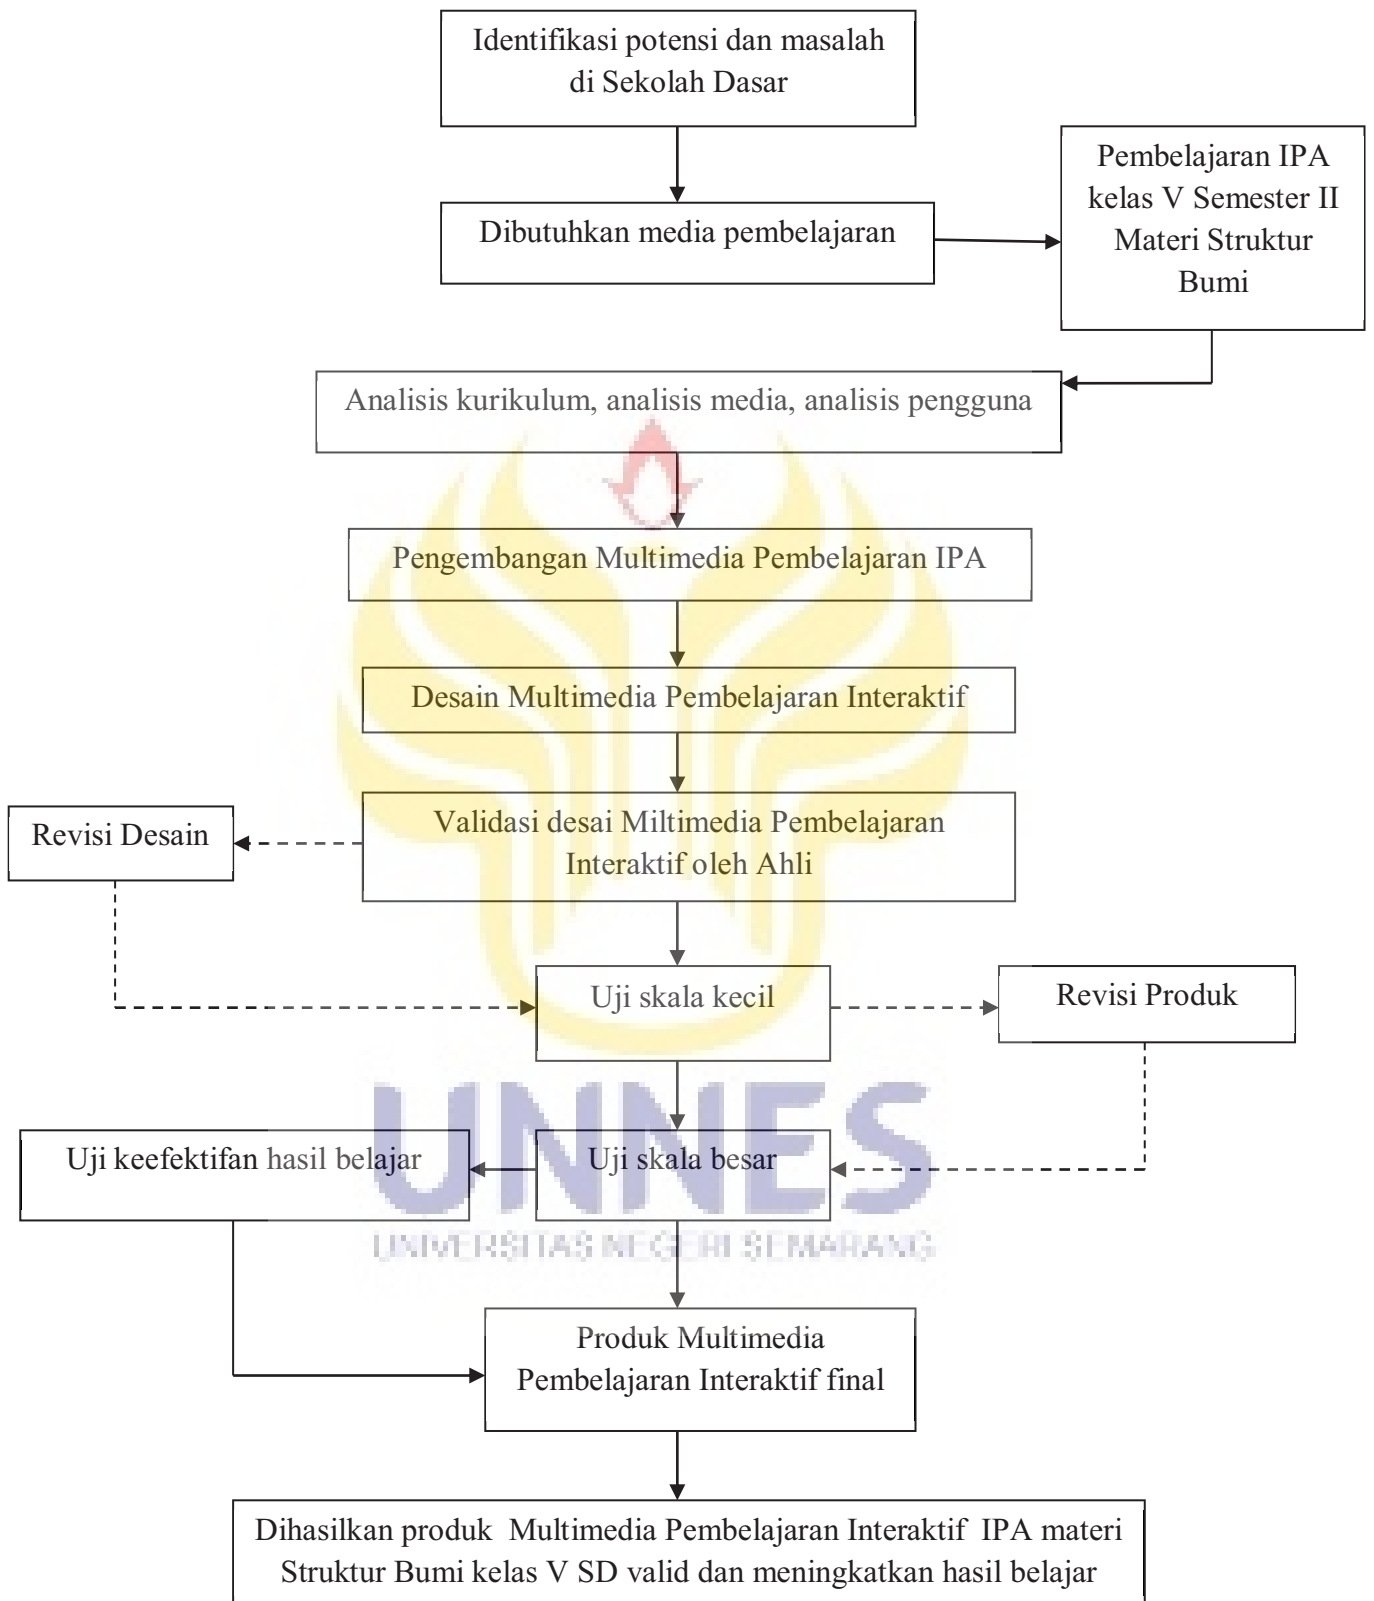 Identifikasi potensi dan masalah
di Sekolah Dasar
Pembelajaran IPA
kelas V Semester II
Materi Struktur
Bumi
Dibutuhkan media pembelajaran
Analisis kurikulum, analisis media, analisis pengguna
Pengembangan Multimedia Pembelajaran IPA
Desain Multimedia Pembelajaran Interaktif
Revisi Desain
Validasi desai Miltimedia Pembelajaran
Interaktif oleh Ahli
Uji skala kecil
Revisi Produk
UNNES
Uji keefektifan hasil belajar
Uji skala besar
UNIVERSITAS NEGERI SEMARANG
Produk Multimedia
Pembelajaran Interaktif final
Dihasilkan produk Multimedia Pembelajaran Interaktif IPA materi
Struktur Bumi kelas V SD valid dan meningkatkan hasil belajar